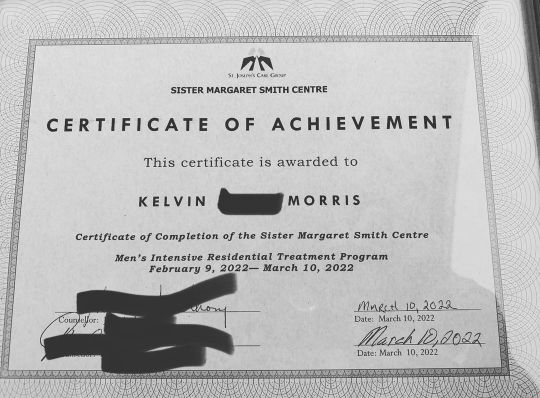 St. Joseph's Care Group
SISTER MARGARET SMITH CENTRE
CERTIFICATE OF ACHIEVEMENT
This certificate is awarded to
KELVIN MORRIS
Certificate of Completion of the Sister Margaret Smith Centre
Men's Intensive Residential Treatment Program
February 9, 2022— March 10, 2022
March 10, 2022
Counsellor: Date: March 10, 2022
March 10, 2022
Date: March 10, 2022